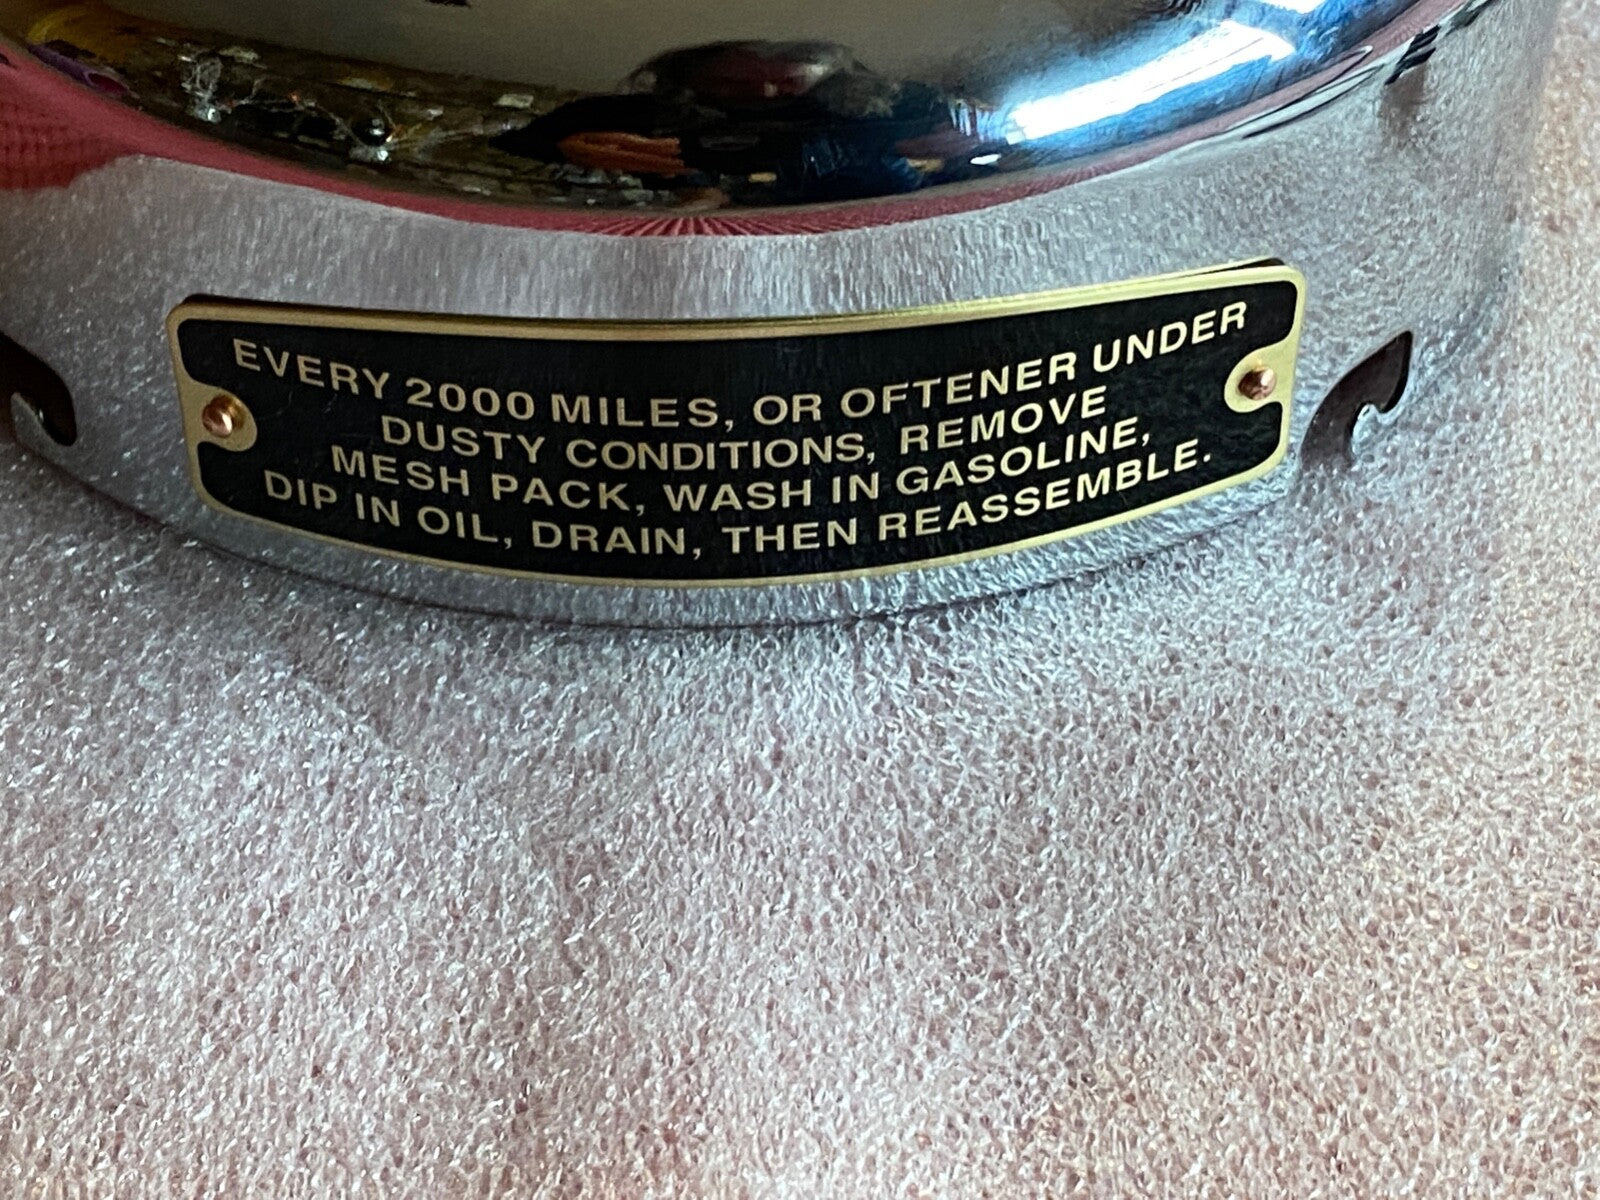 EVERY 2000 MILES, OR OFTENER UNDER
DUSTY CONDITIONS, REMOVE
MESH PACK, WASH IN GASOLINE,
DIP IN OIL, DRAIN, THEN REASSEMBLE.